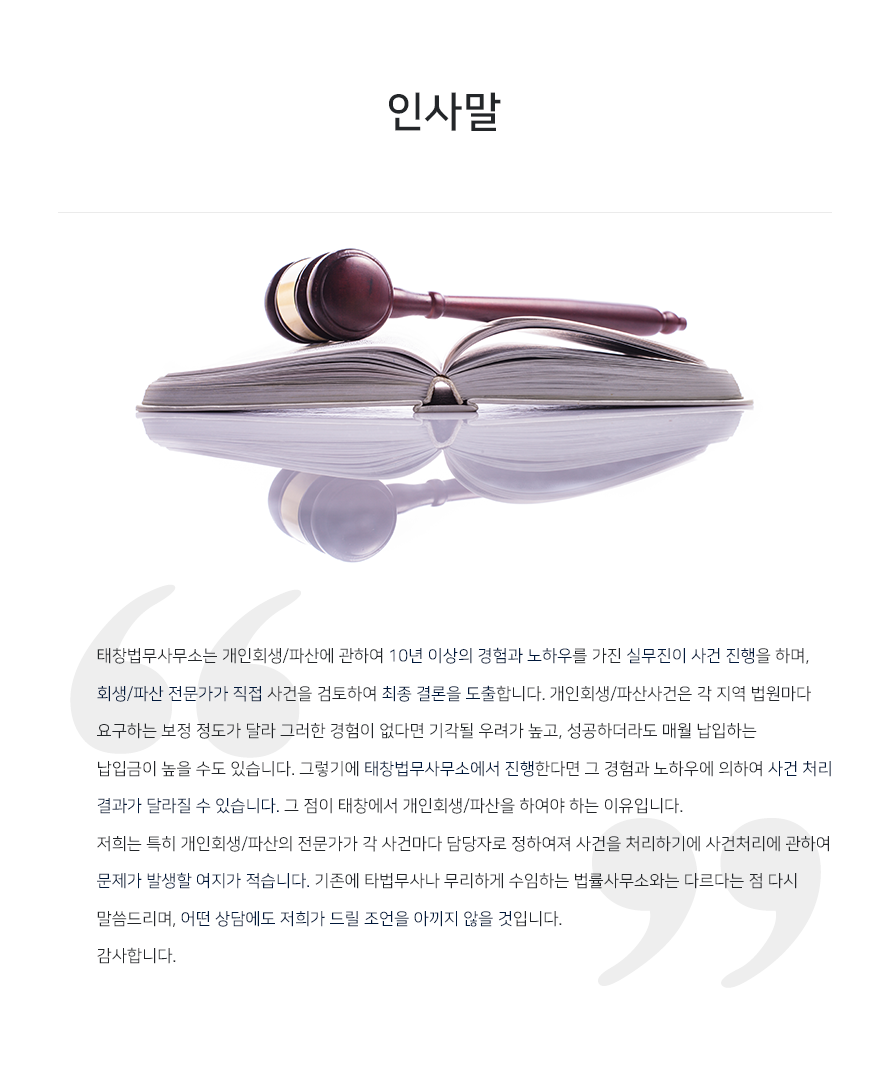 인사말
태창법무사무소는 개인회생/파산에 관하여 10년 이상의 경험과 노하우를 가진 실무진이 사건 진행을 하며,
회생/파산 전문가가 직접 사건을 검토하여 최종 결론을 도출합니다. 개인회생/파산사건은 각 지역 법원마다
요구하는 보정 정도가 달라 그러한 경험이 없다면 기각될 우려가 높고, 성공하더라도 매월 납입하는
납입금이 높을 수도 있습니다. 그렇기에 태창법무사무소에서 진행한다면 그 경험과 노하우에 의하여 사건 처리
결과가 달라질 수 있습니다. 그 점이 태창에서 개인회생/파산을 하여야 하는 이유입니다.
저희는 특히 개인회생/파산의 전문가가 각 사건마다 담당자로 정하여져 사건을 처리하기에 사건처리에 관하여
문제가 발생할 여지가 적습니다. 기존에 타법무사나 무리하게 수임하는 법률사무소와는 다르다는 점 다시
말씀드리며, 어떤 상담에도 저희가 드릴 조언을 아끼지 않을 것입니다.
감사합니다.